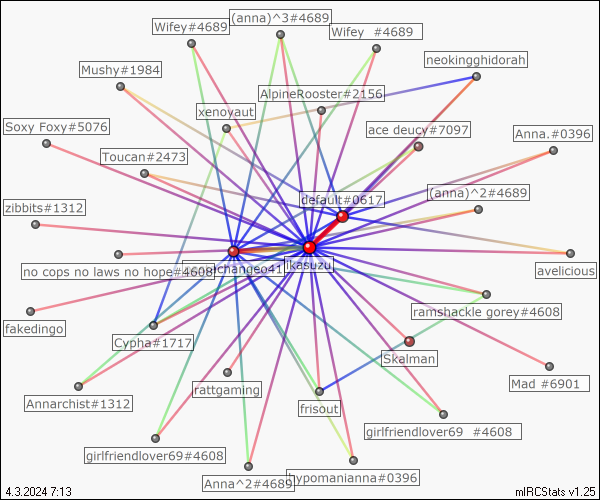 (anna)^3#4689
Wifey#4689
Wifey  #4689
neokingghidorah
Mushy#1984
AlpineRooster#2156
xenoyaut
Soxy Foxy#5076
ace deucy#7097
Anna.#0396
Toucan#2473
(anna)^2#4689
default#0617
zibbits#1312
no cops no laws no hope#4608
ikasuzu
avelicious
ramshackle gorey#4608
fakedingo
Cypha#1717
Skalman
rattgaming
Mad #6901
Annarchist#1312
frisout
girlfriendlover69  #4608
girlfriendlover69#4608
Anna^2#4689
hypomanianna#0396
4.3.2024 7:13
mIRCStats v1.25